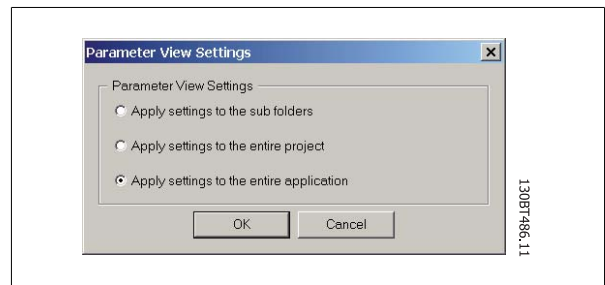 Parameter View Settings
Parameter View Settings
Apply settings to the sub folders
Apply settings to the entire project
Apply settings to the entire application
OK
Cancel
130BT486.11